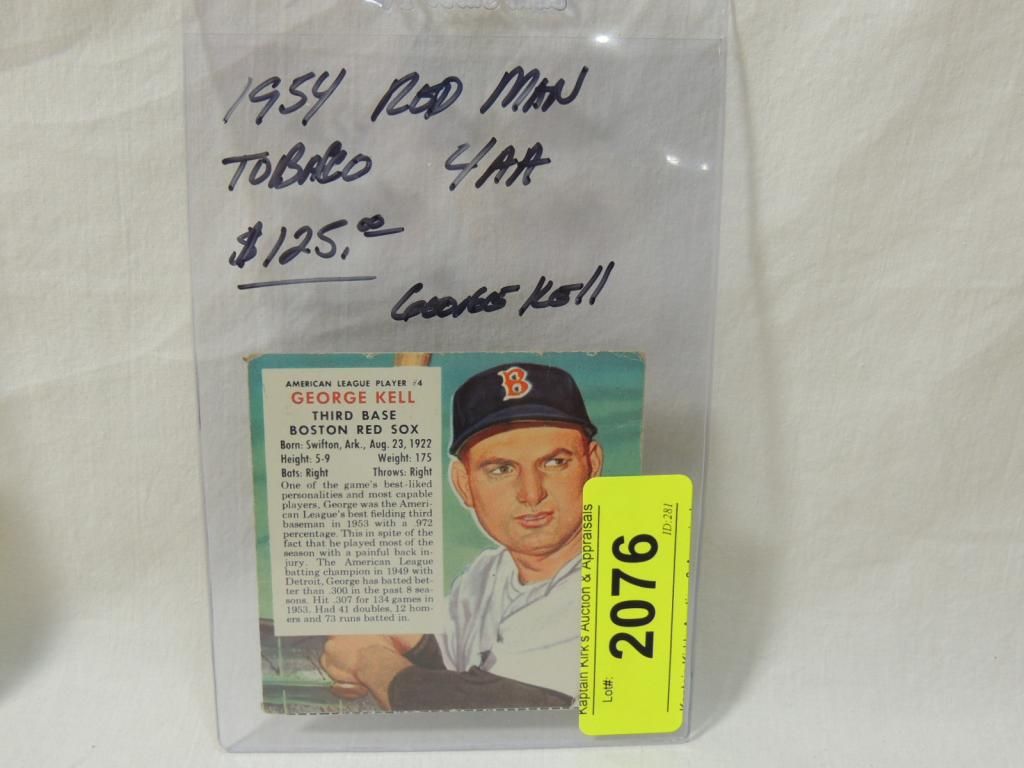 1954 RED MAN
TOBACO 4AA
$125.00
GEORGE KELL
AMERICAN LEAGUE PLAYER #4
GEORGE KELL
THIRD BASE
BOSTON RED SOX
Born: Swifton, Ark., Aug. 23, 1922
Height: 5-9 Weight: 175
Bats: Right Throws: Right
One of the game's best-liked
personalities and most capable
players, George was the Ameri-
can League's best fielding third
baseman in 1953 with a .972
percentage. This in spite of the
fact that he played most of the
season with a painful back in-
jury. The American League
batting champion in 1949 with
Detroit, George has batted bet-
ter than .300 in the past 8 sea-
sons. Hit .307 for 134 games in
1953. Had 41 doubles, 12 hom-
ers and 73 runs batted in.
B
Kaptain Kirk's Auction & Appraisals
Lot#: 2076
ID:281